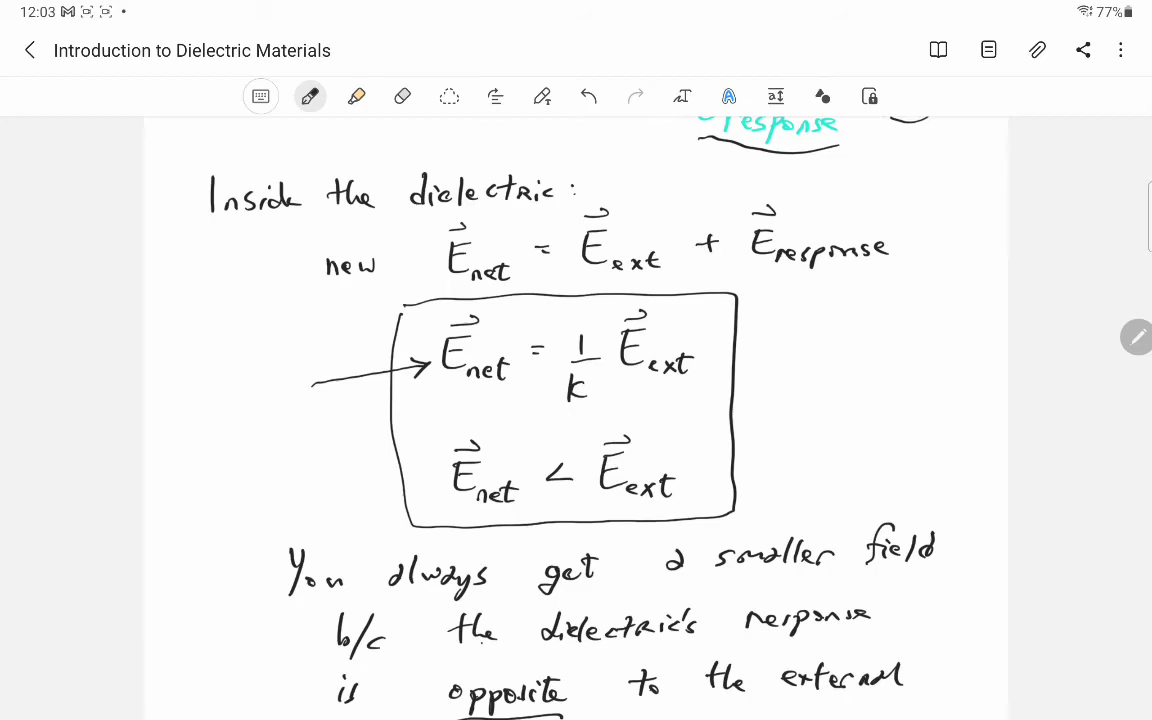 12:03 77%
Introduction to Dielectric Materials
response
Inside the dielectric:
new E⃗net = E⃗ext + E⃗response
E⃗net = 1/k E⃗ext
E⃗net < E⃗ext
You always get a smaller field
b/c the dielectric's response
is opposite to the external